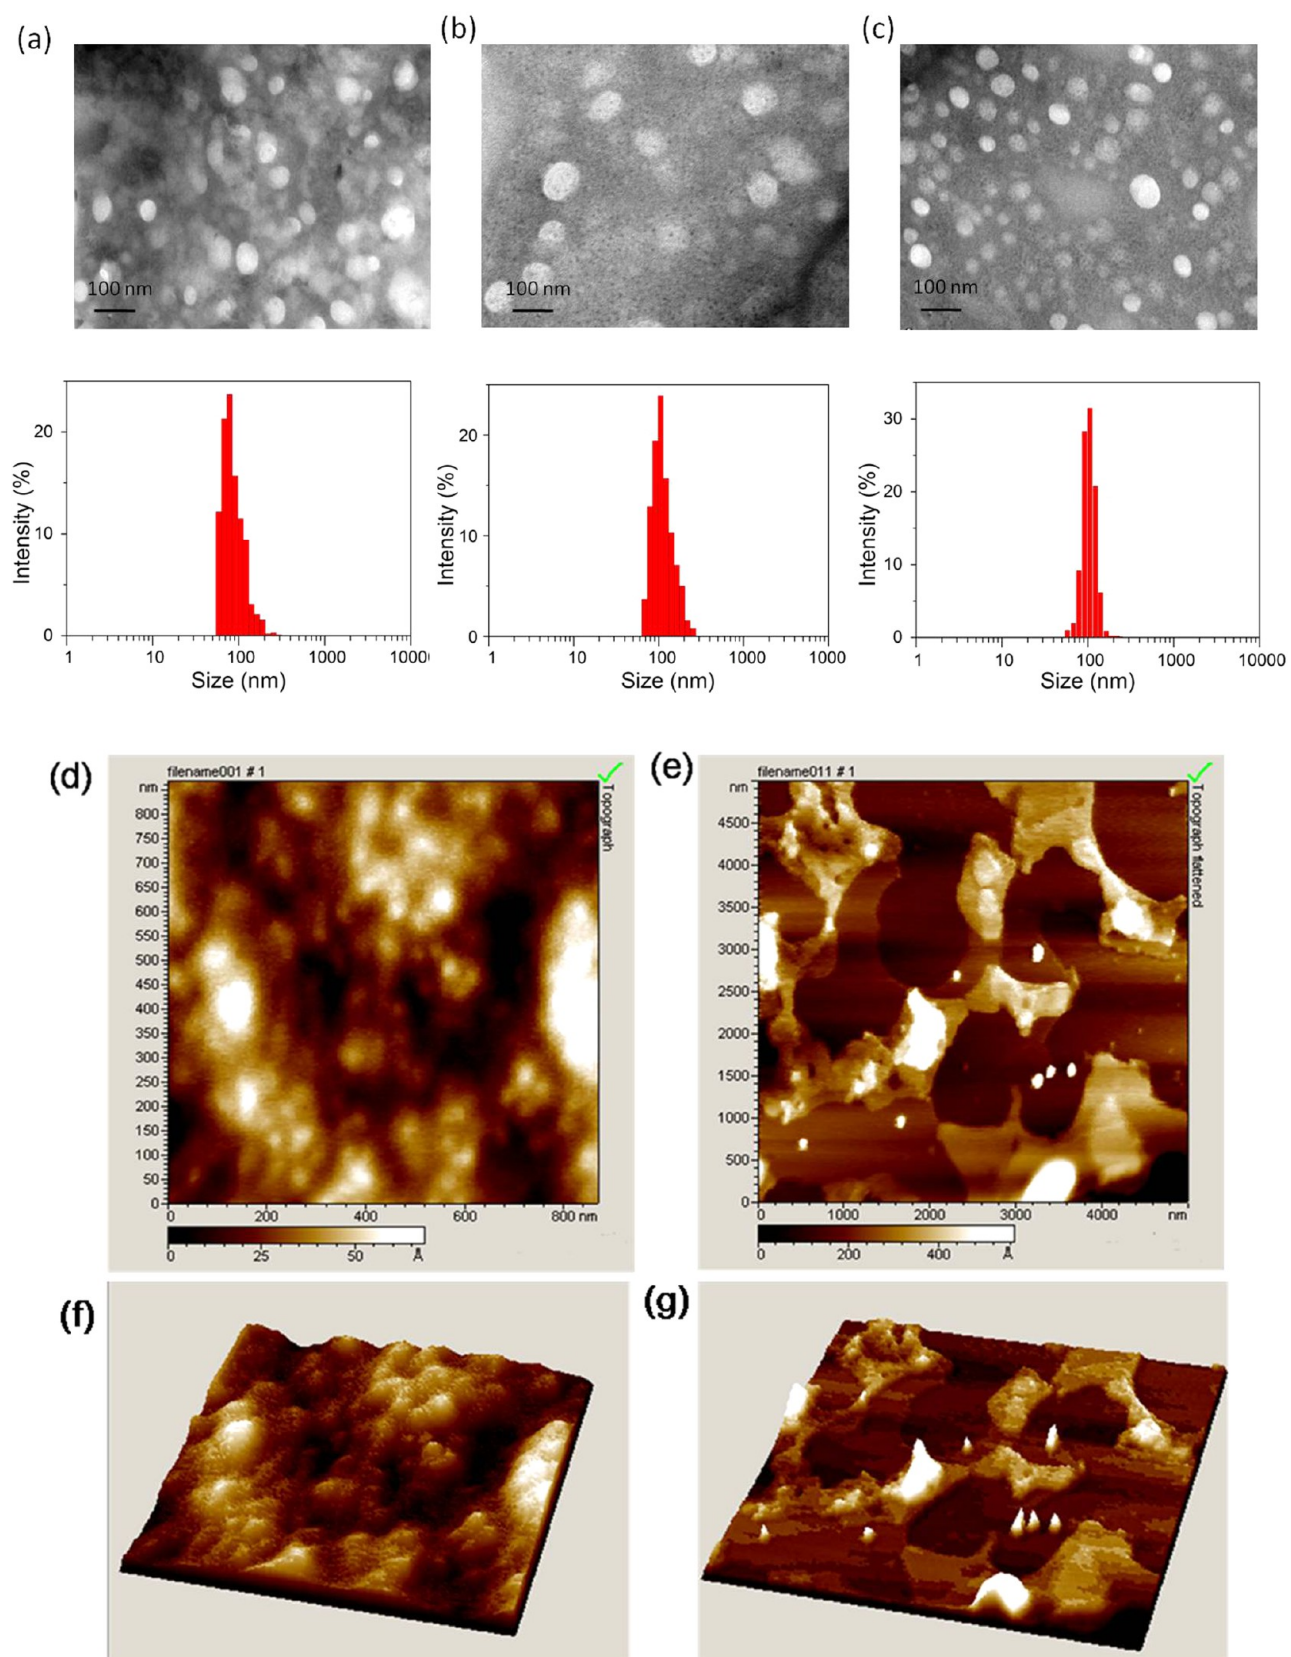 (a)
(b)
(c)
100 nm
100 nm
100 nm
Intensity (%)
20
10
0
1 10 100 1000 10000
Size (nm)
Intensity (%)
20
10
0
1 10 100 1000 10000
Size (nm)
Intensity (%)
30
20
10
0
1 10 100 1000 10000
Size (nm)
(d)
filename001 # 1
Topograph
nm
800
750
700
650
600
550
500
450
400
350
300
250
200
150
100
50
0
0 200 400 600 800 nm
0 25 50 Å
(e)
filename011 # 1
Topograph flattened
nm
4500
4000
3500
3000
2500
2000
1500
1000
500
0
0 1000 2000 3000 4000 nm
0 200 400 Å
(f)
(g)